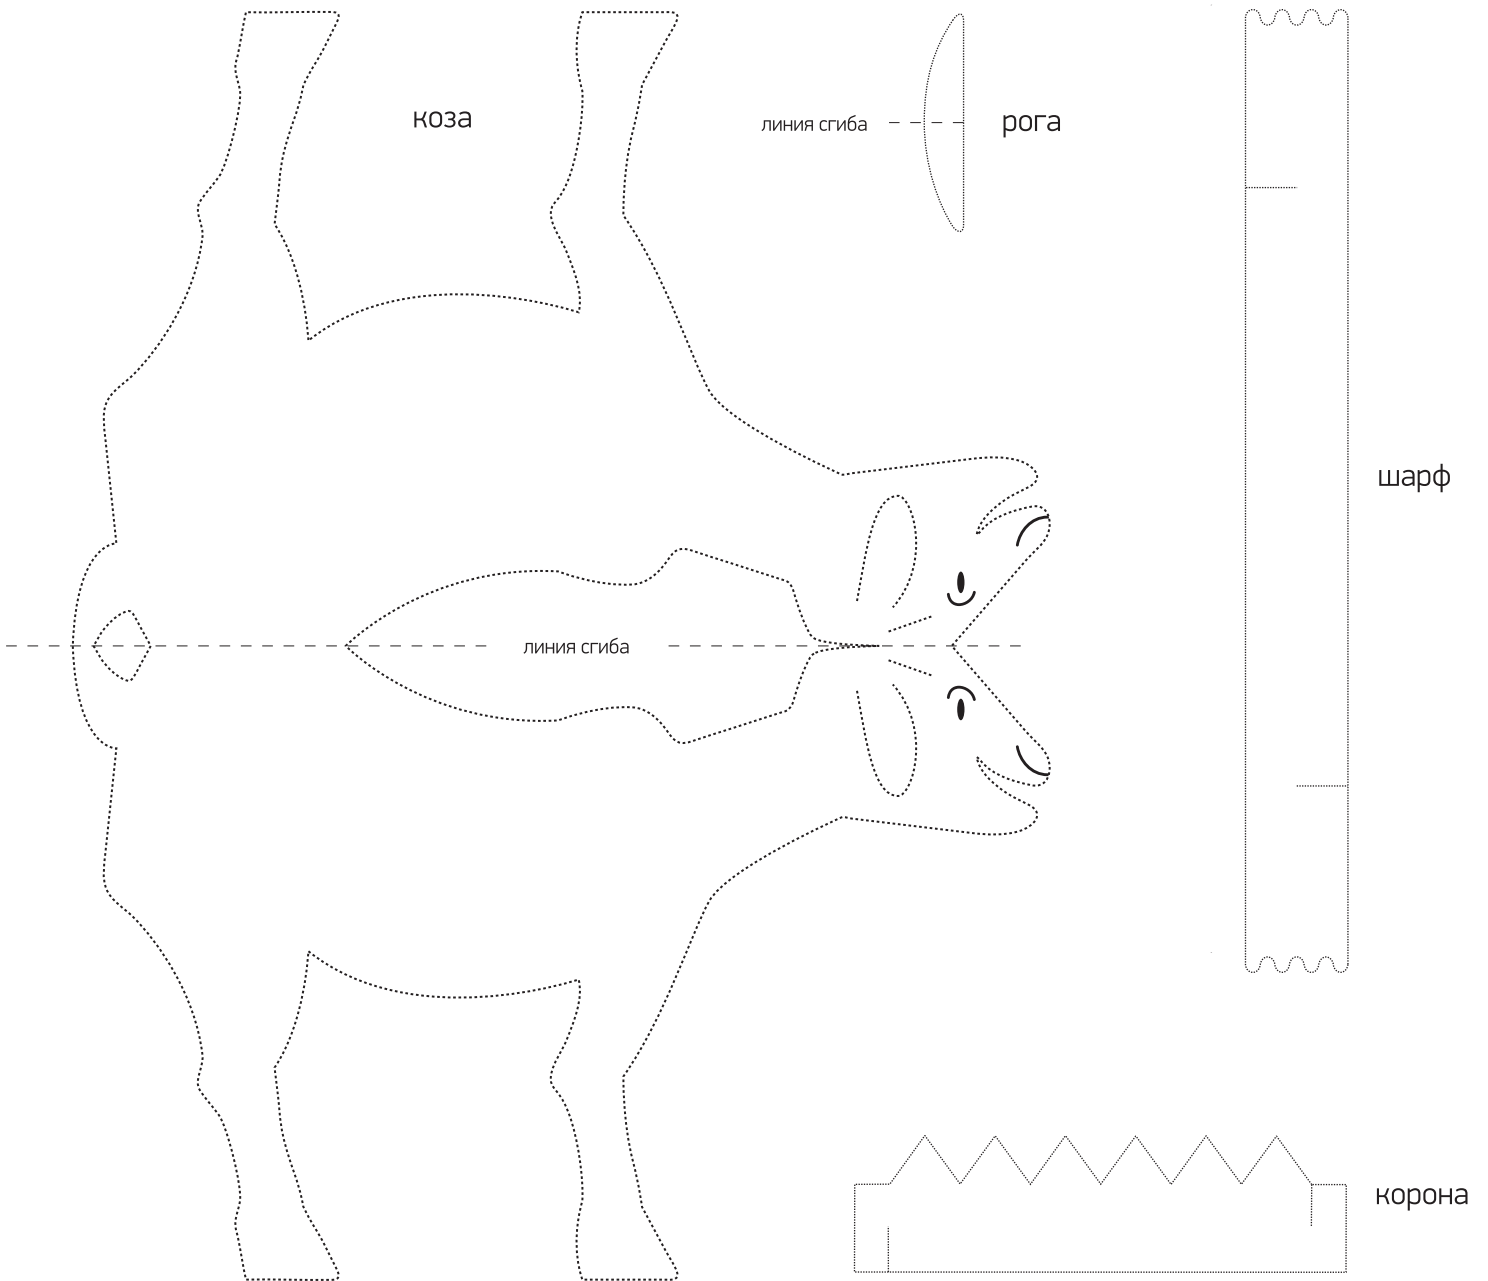 коза
линия сгиба
рога
шарф
линия сгиба
корона